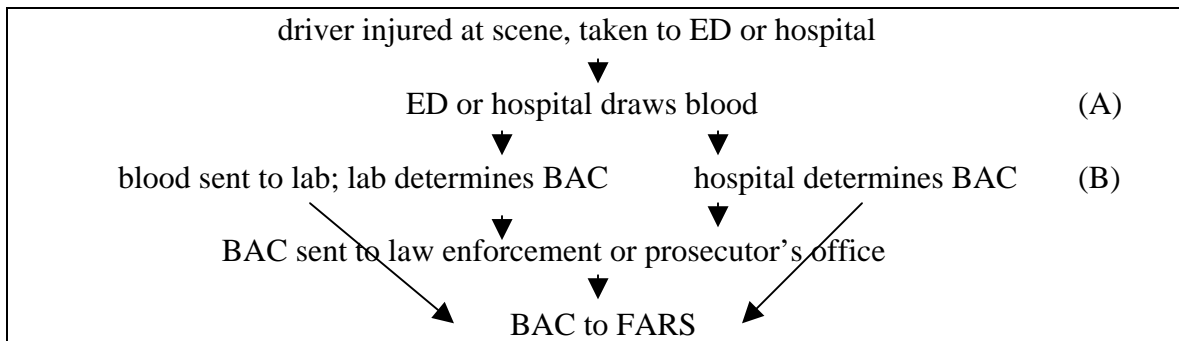 driver injured at scene, taken to ED or hospital
ED or hospital draws blood (A)
blood sent to lab; lab determines BAC hospital determines BAC (B)
BAC sent to law enforcement or prosecutor’s office
BAC to FARS